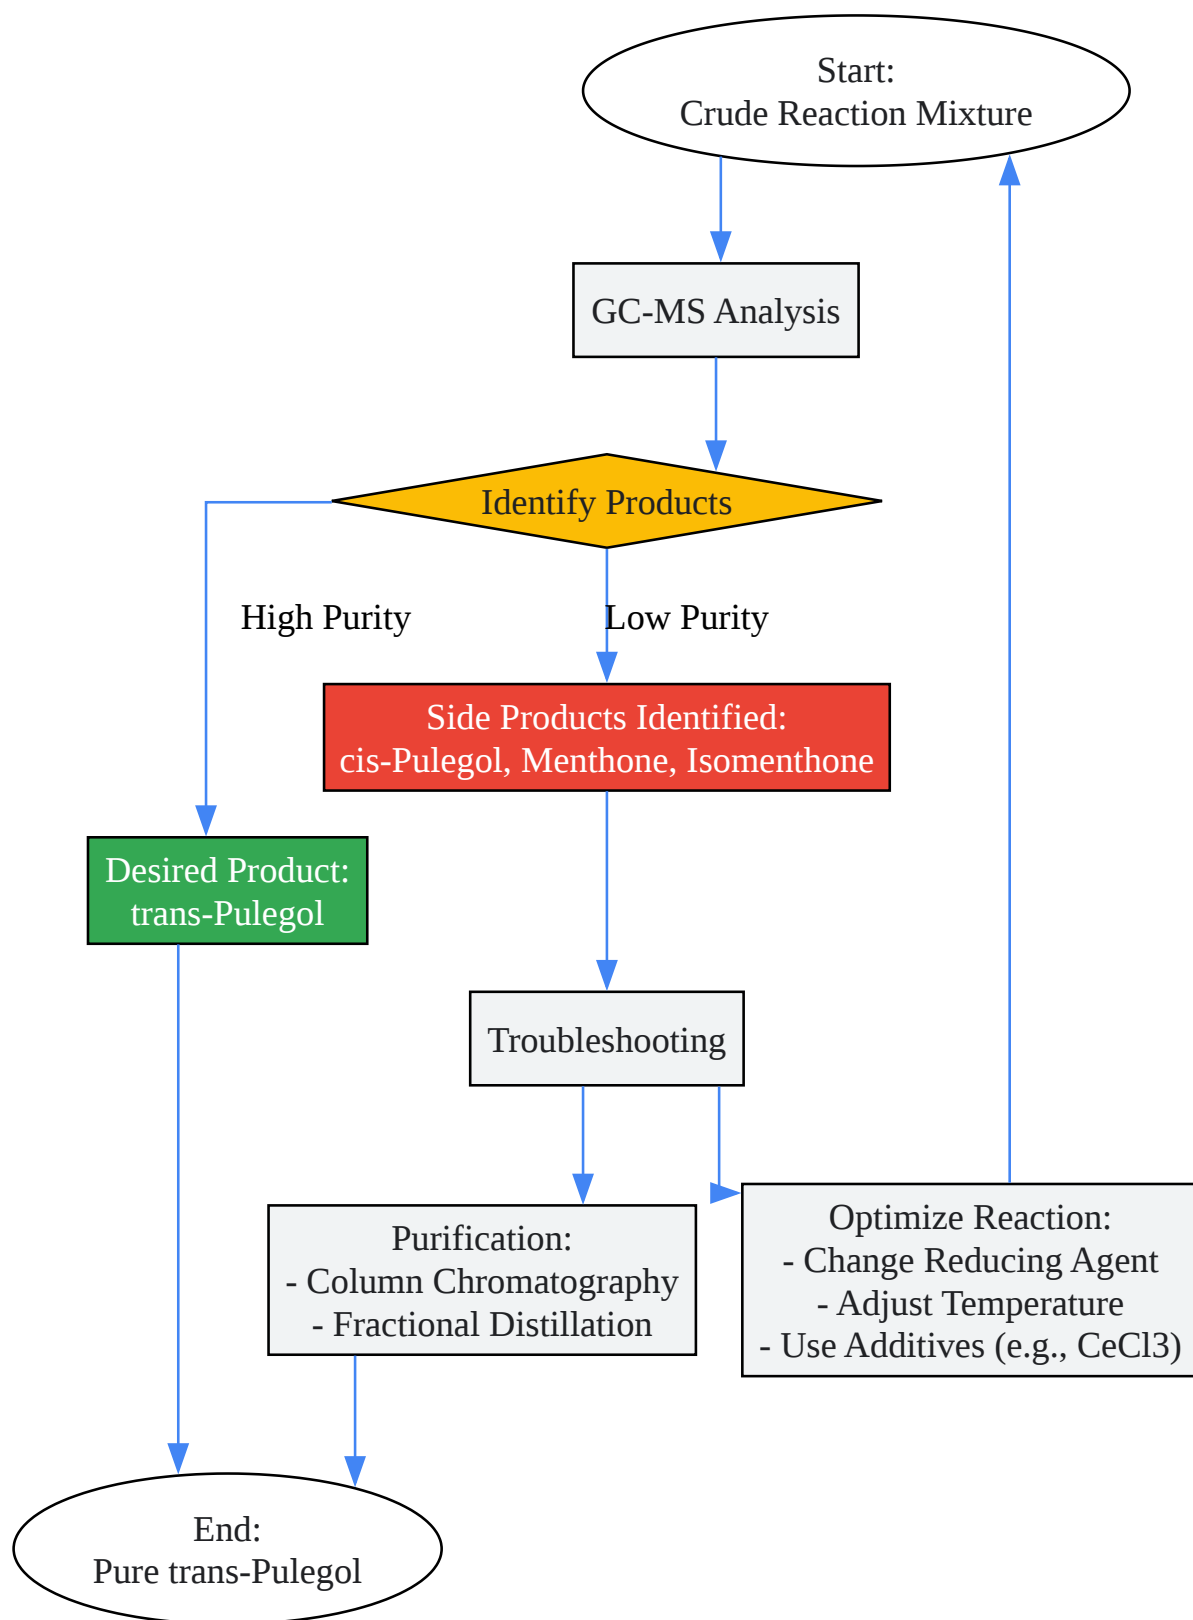 Start:
Crude Reaction Mixture
GC-MS Analysis
Identify Products
High Purity
Low Purity
Side Products Identified:
cis-Pulegol, Menthone, Isomenthone
Desired Product:
trans-Pulegol
Troubleshooting
Purification:
- Column Chromatography
- Fractional Distillation
Optimize Reaction:
- Change Reducing Agent
- Adjust Temperature
- Use Additives (e.g., CeCl3)
End:
Pure trans-Pulegol